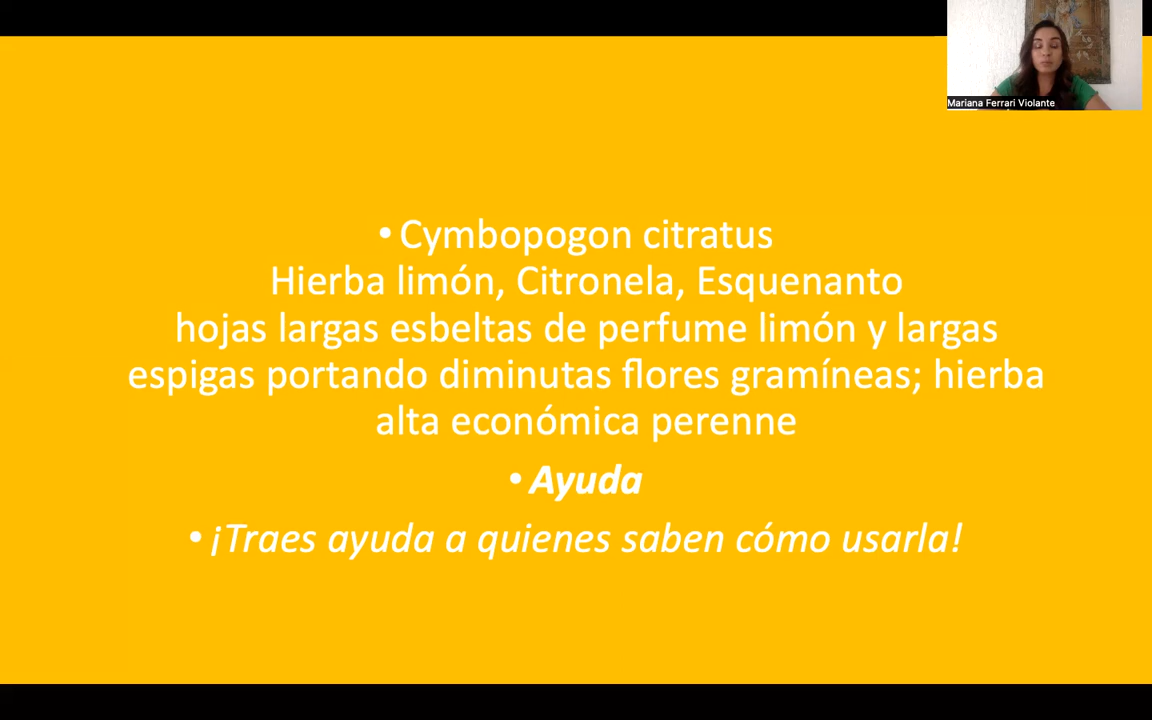 Mariana Ferrari Violante
• Cymbopogon citratus
Hierba limón, Citronela, Esquenanto
hojas largas esbeltas de perfume limón y largas
espigas portando diminutas flores gramíneas; hierba
alta económica perenne
• Ayuda
• ¡Traes ayuda a quienes saben cómo usarla!